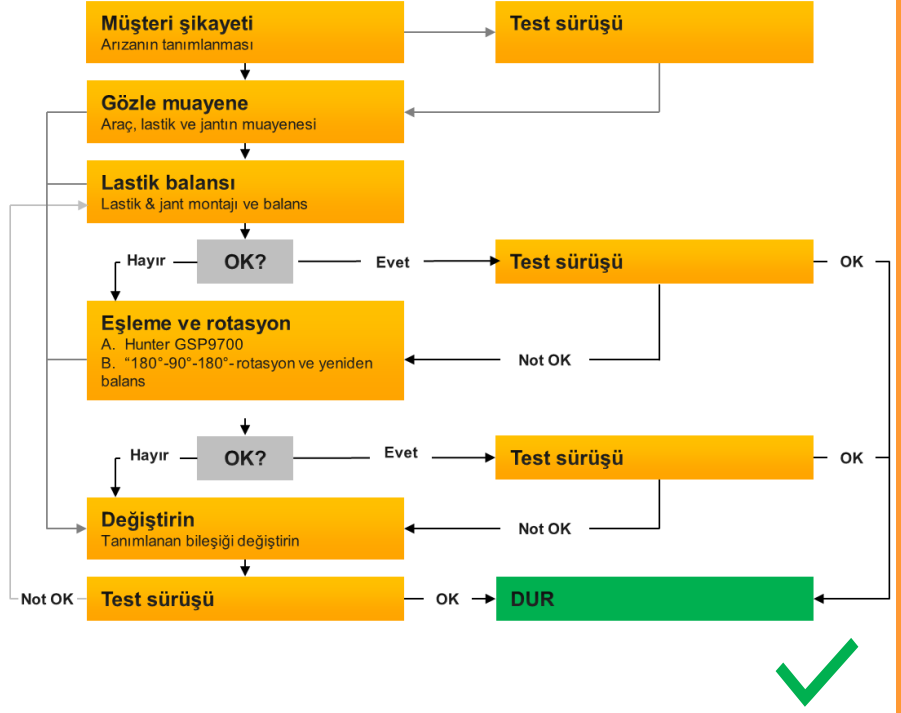 Müşteri şikayeti
Arızanın tanımlanması
Test sürüşü
Gözle muayene
Araç, lastik ve jantın muayenesi
Lastik balansı
Lastik & jant montajı ve balans
Hayır
OK?
Evet
Test sürüşü
OK
Eşleme ve rotasyon
A. Hunter GSP9700
B. “180°-90°-180°-rotasyon ve yeniden
balans
Not OK
Hayır
OK?
Evet
Test sürüşü
OK
Değiştirin
Tanımlanan bileşiği değiştirin
Not OK
Not OK
Test sürüşü
OK
DUR